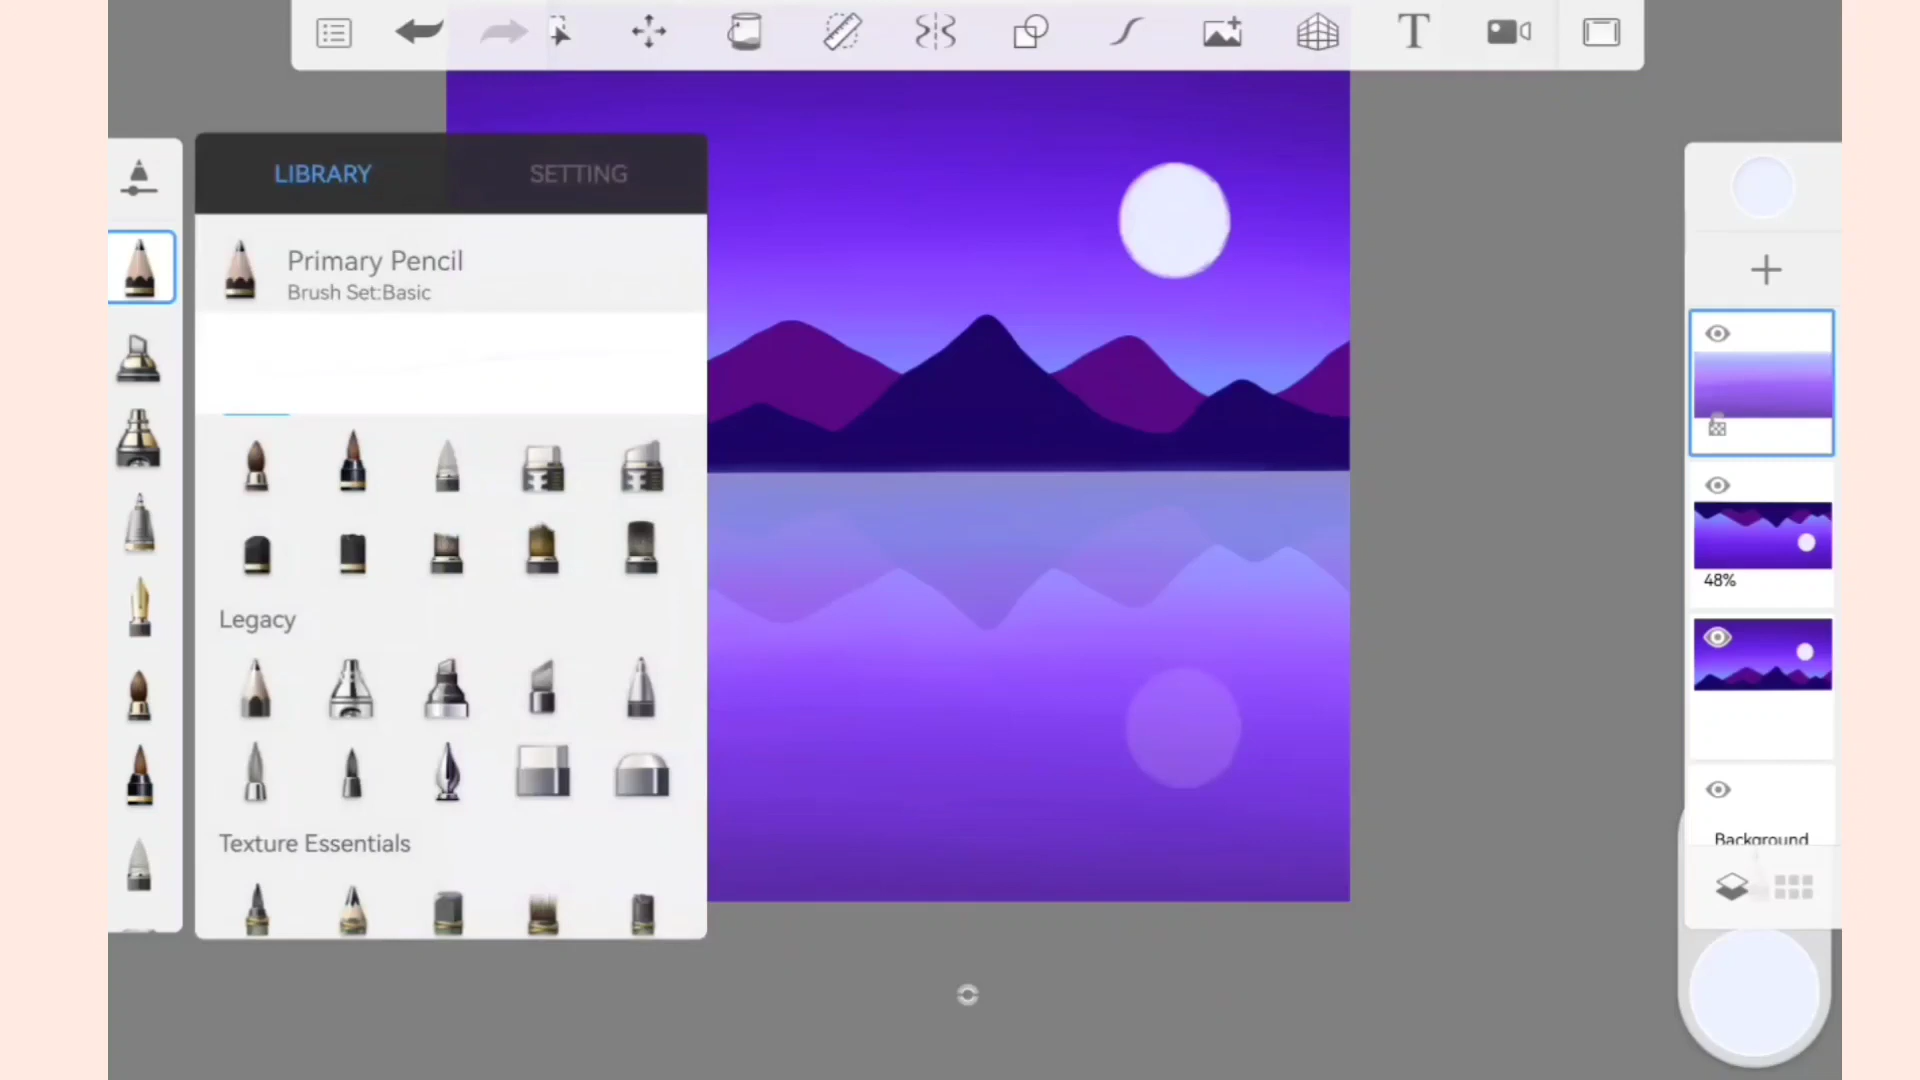 T
LIBRARY SETTING
Primary Pencil
Brush Set:Basic
Legacy
Texture Essentials
48%
Background